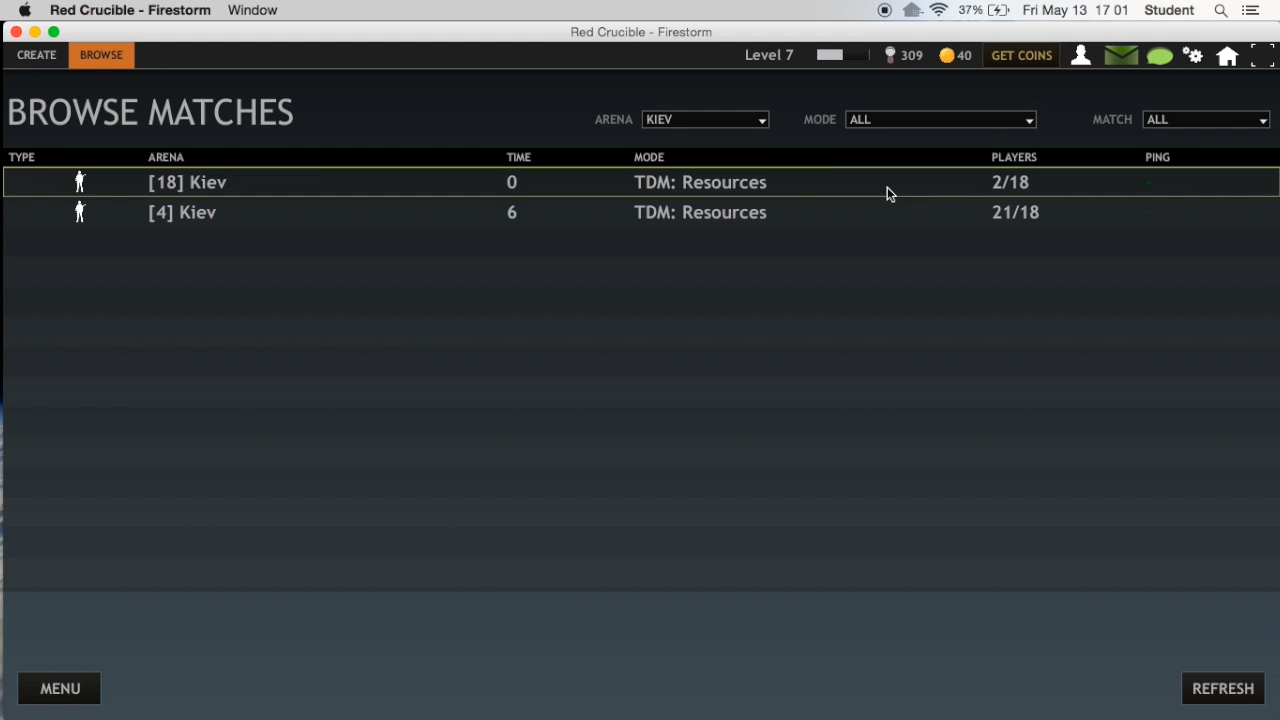 Red Crucible - Firestorm Window 37% Fri May 13 17 01 Student
Red Crucible - Firestorm
CREATE BROWSE Level 7 309 40 GET COINS
BROWSE MATCHES ARENA KIEV MODE ALL MATCH ALL
TYPE ARENA TIME MODE PLAYERS PING
[18] Kiev 0 TDM: Resources 2/18 -
[4] Kiev 6 TDM: Resources 21/18 -
MENU REFRESH